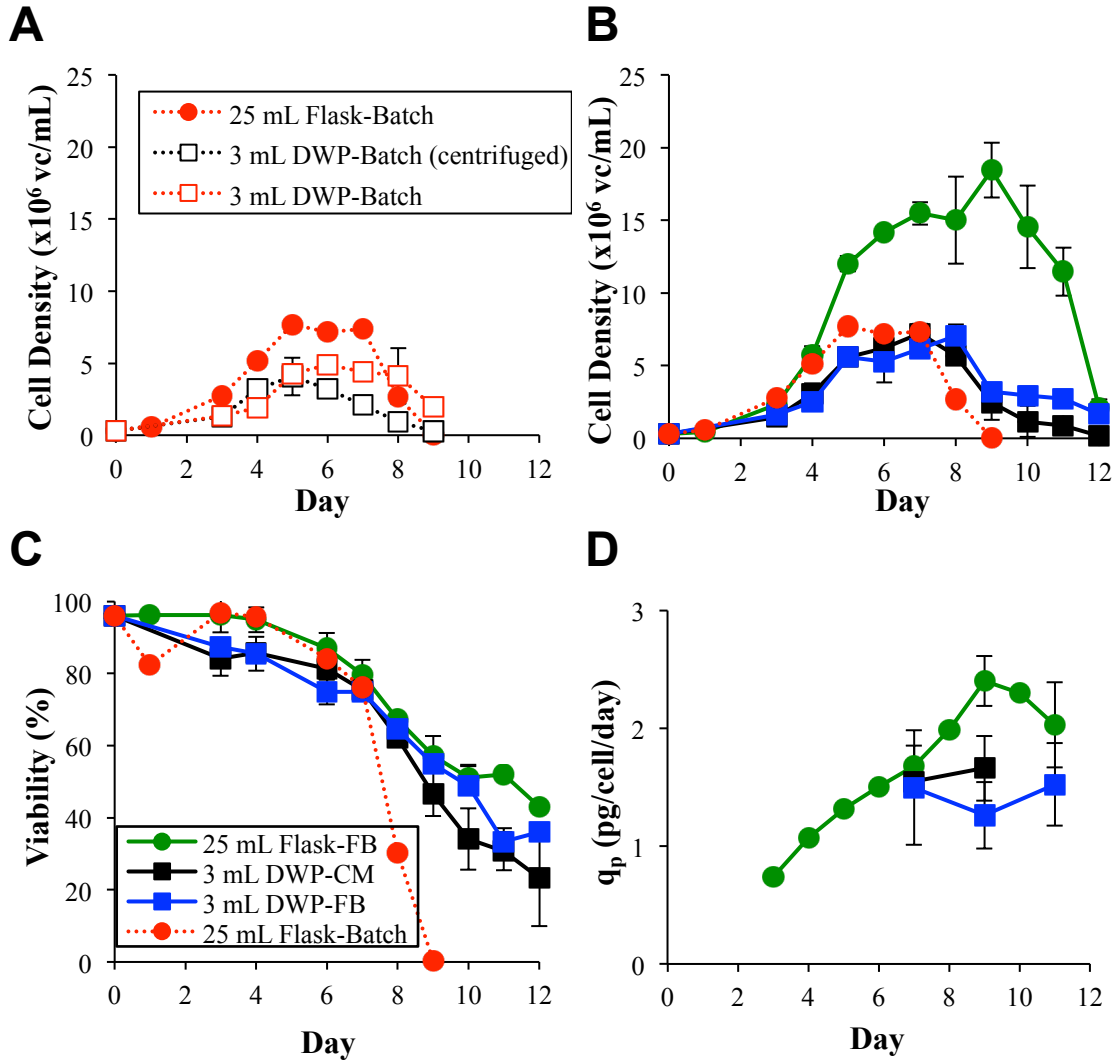 A
Cell Density (x10⁶ vc/mL)
25
20
15
10
5
0
25 mL Flask-Batch
3 mL DWP-Batch (centrifuged)
3 mL DWP-Batch
0 2 4 6 8 10 12
Day
B
Cell Density (x10⁶ vc/mL)
25
20
15
10
5
0
0 2 4 6 8 10 12
Day
C
Viability (%)
100
80
60
40
20
0
25 mL Flask-FB
3 mL DWP-CM
3 mL DWP-FB
25 mL Flask-Batch
0 2 4 6 8 10 12
Day
D
qₚ (pg/cell/day)
3
2
1
0
0 2 4 6 8 10 12
Day